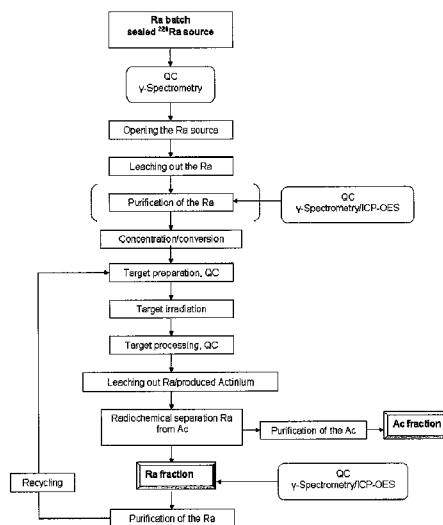 Ra batch
sealed ²²⁶Ra source
QC
γ-Spectrometry
Opening the Ra source
Leaching out the Ra
Purification of the Ra
QC
γ-Spectrometry/ICP-OES
Concentration/conversion
Target preparation, QC
Target irradiation
Target processing, QC
Leaching out Ra/produced Actinium
Radiochemical separation Ra
from Ac
Purification of the Ac
Ac fraction
Recycling
Ra fraction
QC
γ-Spectrometry/ICP-OES
Purification of the Ra